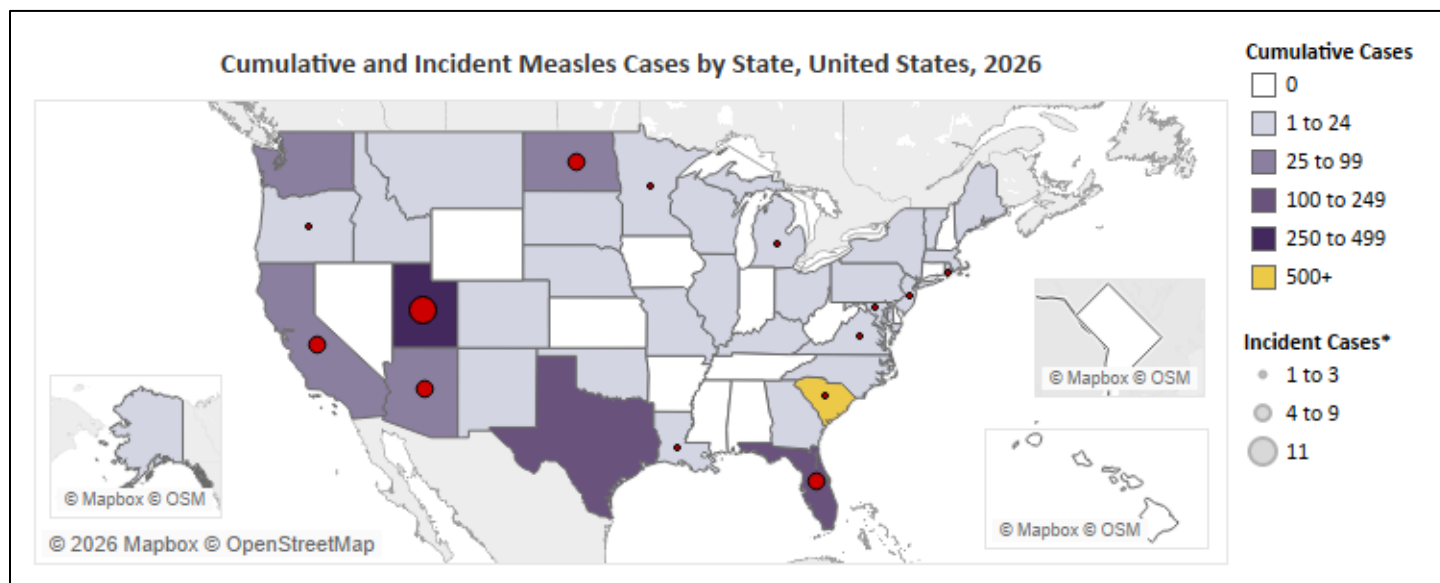 Cumulative and Incident Measles Cases by State, United States, 2026
Cumulative Cases
0
1 to 24
25 to 99
100 to 249
250 to 499
500+
Incident Cases*
1 to 3
4 to 9
11
© Mapbox © OSM
© Mapbox © OSM
© Mapbox © OSM
© 2026 Mapbox © OpenStreetMap